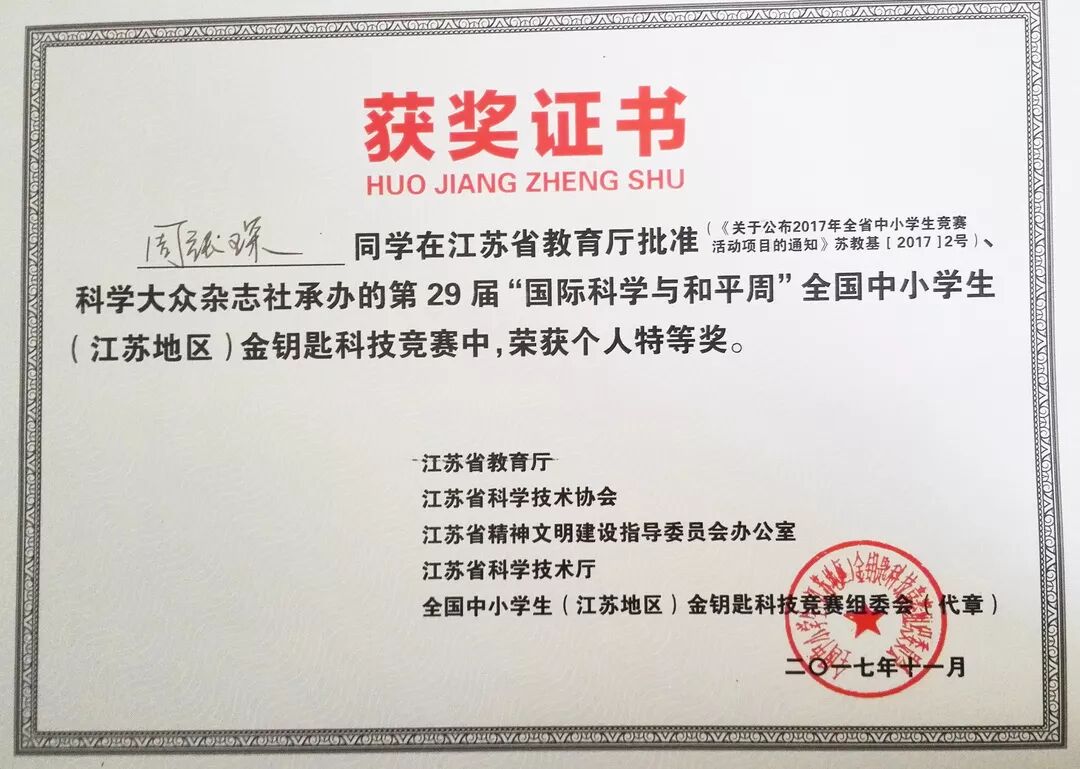 获奖证书
HUO JIANG ZHENG SHU
周张琛 同学在江苏省教育厅批准(《关于公布2017年全省中小学生竞赛活动项目的通知》苏教基[2017]2号)、
科学大众杂志社承办的第29届“国际科学与和平周”全国中小学生
(江苏地区)金钥匙科技竞赛中,荣获个人特等奖。
江苏省教育厅
江苏省科学技术协会
江苏省精神文明建设指导委员会办公室
江苏省科学技术厅
全国中小学生(江苏地区)金钥匙科技竞赛组委会(代章)
二〇一七年十一月